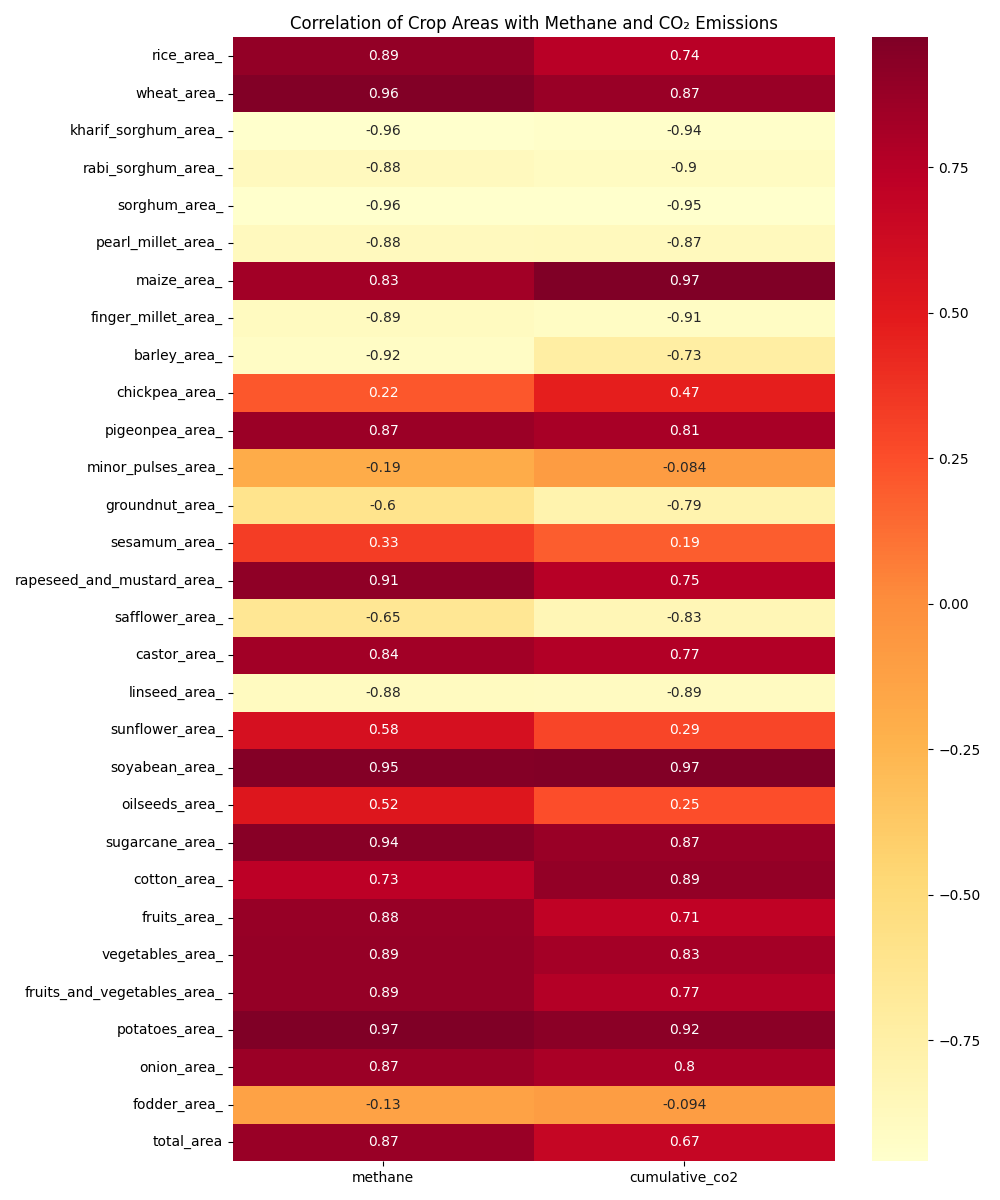 Correlation of Crop Areas with Methane and CO₂ Emissions
rice_area_ 0.89 0.74
wheat_area_ 0.96 0.87
kharif_sorghum_area_ -0.96 -0.94
rabi_sorghum_area_ -0.88 -0.9
sorghum_area_ -0.96 -0.95
pearl_millet_area_ -0.88 -0.87
maize_area_ 0.83 0.97
finger_millet_area_ -0.89 -0.91
barley_area_ -0.92 -0.73
chickpea_area_ 0.22 0.47
pigeonpea_area_ 0.87 0.81
minor_pulses_area_ -0.19 -0.084
groundnut_area_ -0.6 -0.79
sesamum_area_ 0.33 0.19
rapeseed_and_mustard_area_ 0.91 0.75
safflower_area_ -0.65 -0.83
castor_area_ 0.84 0.77
linseed_area_ -0.88 -0.89
sunflower_area_ 0.58 0.29
soyabean_area_ 0.95 0.97
oilseeds_area_ 0.52 0.25
sugarcane_area_ 0.94 0.87
cotton_area_ 0.73 0.89
fruits_area_ 0.88 0.71
vegetables_area_ 0.89 0.83
fruits_and_vegetables_area_ 0.89 0.77
potatoes_area_ 0.97 0.92
onion_area_ 0.87 0.8
fodder_area_ -0.13 -0.094
total_area 0.87 0.67
methane cumulative_co2
0.75
0.50
0.25
0.00
−0.25
−0.50
−0.75